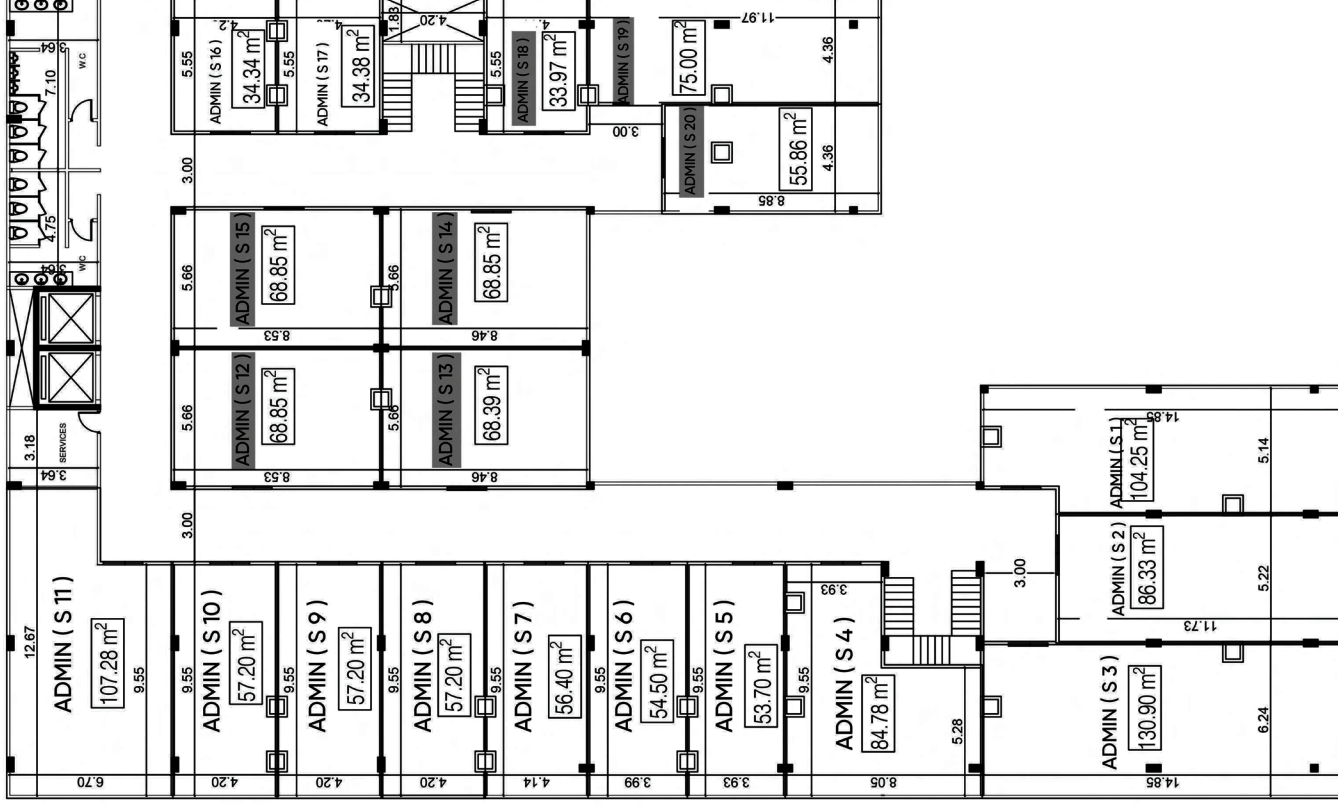 11.97
4.20
1.83
3.64
W.C
7.10
5.55
ADMIN ( S 16 )
34.34 m²
5.55
ADMIN ( S 17 )
34.38 m²
5.55
ADMIN ( S 18 )
33.97 m²
ADMIN ( S 19 )
75.00 m²
4.36
3.00
3.00
ADMIN ( S 20 )
55.86 m²
4.36
8.85
4.75
3.64
WC
5.66
ADMIN ( S 15 )
68.85 m²
8.53
5.66
ADMIN ( S 14 )
68.85 m²
8.46
5.66
ADMIN ( S 12 )
68.85 m²
8.53
5.66
ADMIN ( S 13 )
68.39 m²
8.46
3.18
SERVICES
3.64
3.00
14.85
ADMIN ( S 1 )
104.25 m²
5.14
3.00
ADMIN ( S 2 )
86.33 m²
5.22
11.73
12.67
ADMIN ( S 11 )
107.28 m²
9.55
6.70
9.55
ADMIN ( S 10 )
57.20 m²
4.20
9.55
ADMIN ( S 9 )
57.20 m²
4.20
9.55
ADMIN ( S 8 )
57.20 m²
4.20
9.55
ADMIN ( S 7 )
56.40 m²
4.14
9.55
ADMIN ( S 6 )
54.50 m²
3.99
9.55
ADMIN ( S 5 )
53.70 m²
3.93
3.93
9.55
ADMIN ( S 4 )
84.78 m²
5.28
8.05
ADMIN ( S 3 )
130.90 m²
6.24
14.85